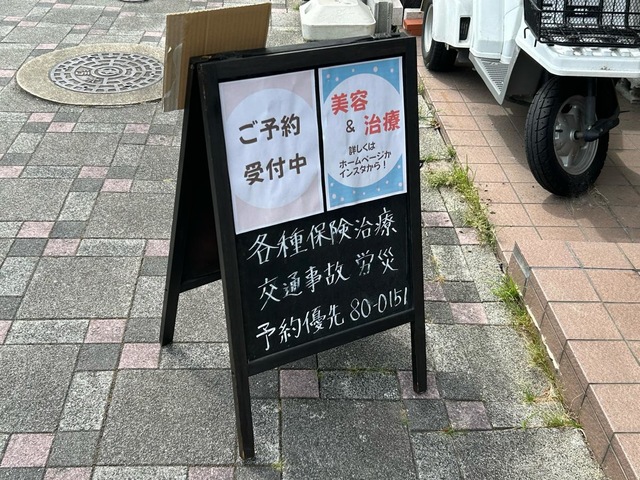 ご予約
受付中
美容
&
治療
詳しくは
ホームページか
インスタから!
各種保険治療
交通事故 労災
予約優先 80-0151